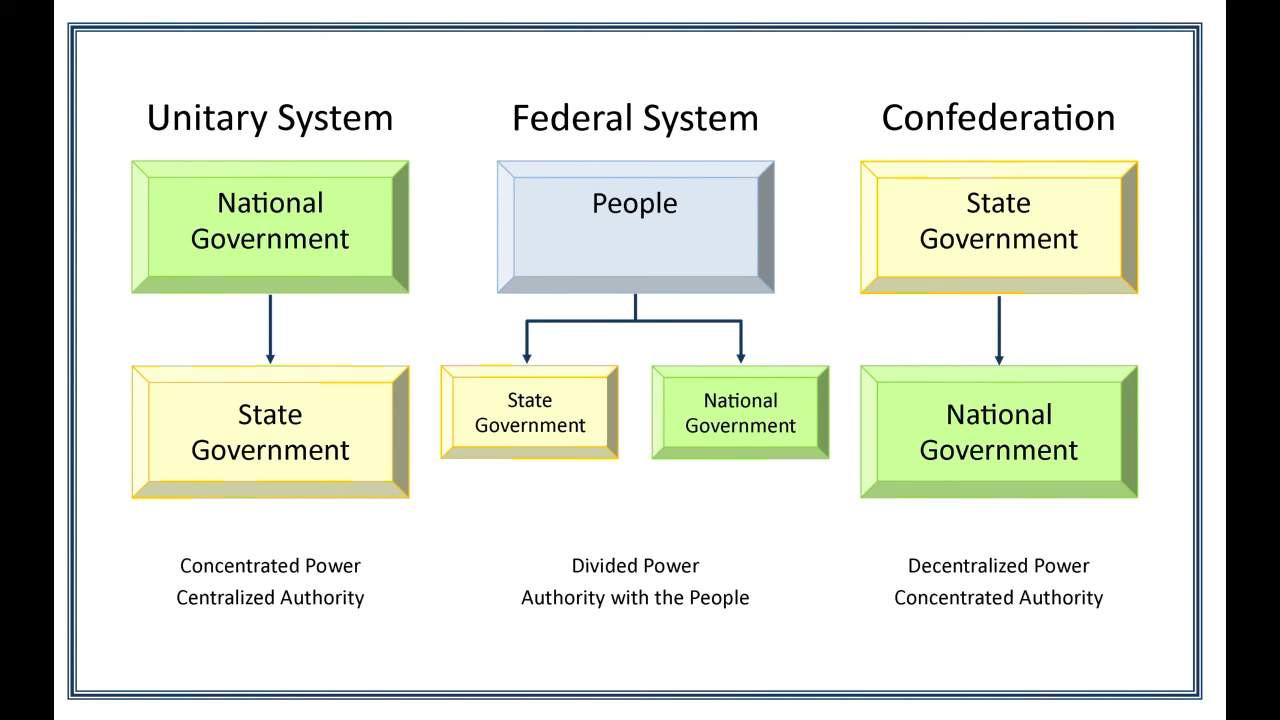 Unitary System
National
Government
State
Government
Concentrated Power
Centralized Authority
Federal System
People
State
Government
National
Government
Divided Power
Authority with the People
Confederation
State
Government
National
Government
Decentralized Power
Concentrated Authority